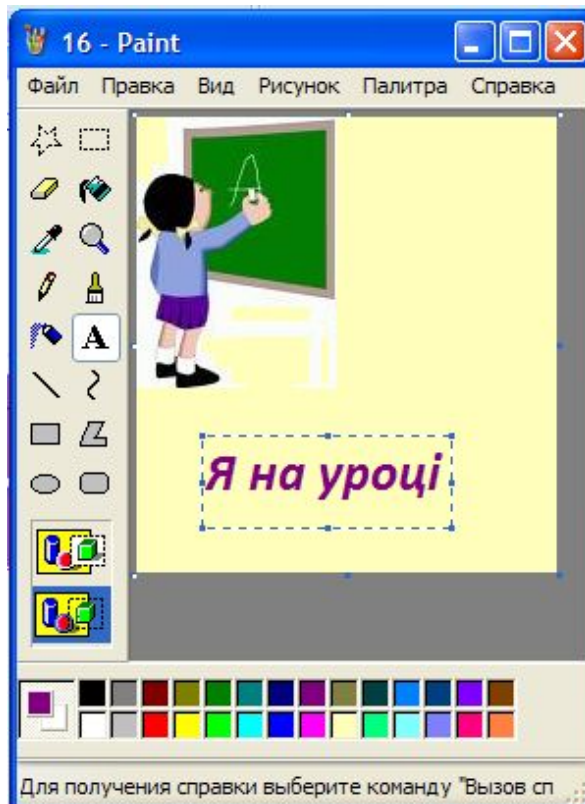 16 - Paint
Файл Правка Вид Рисунок Палитра Справка
A
A
Я на уроці
Для получения справки выберите команду "Вызов сп